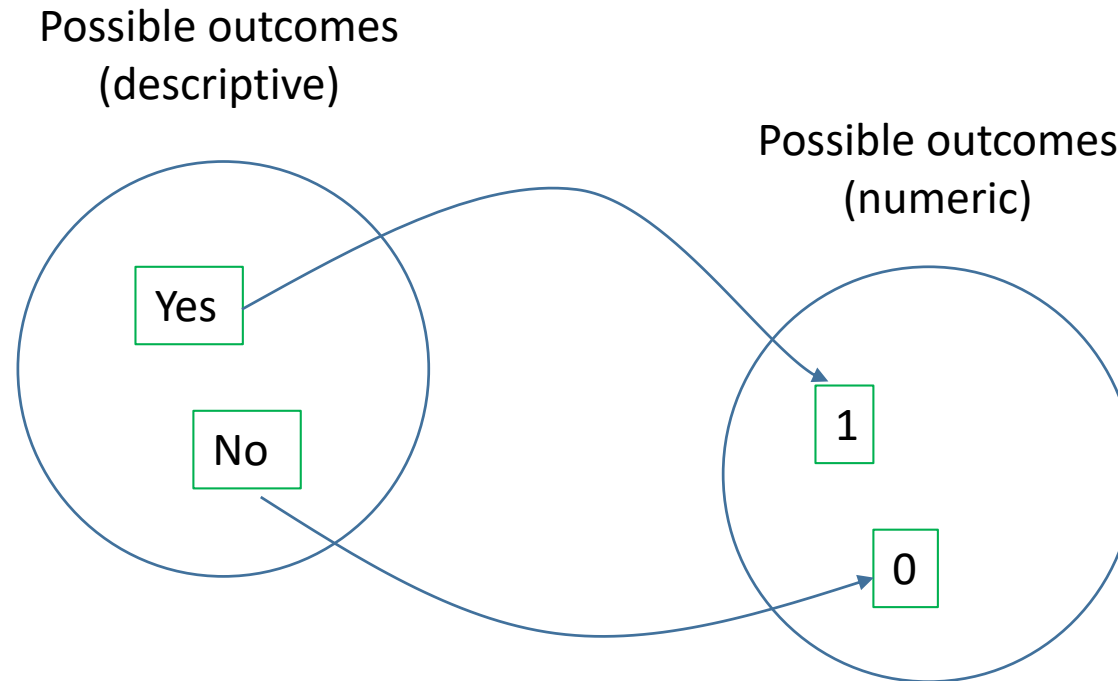 Possible outcomes
(descriptive)
Possible outcomes
(numeric)
Yes
No
1
0